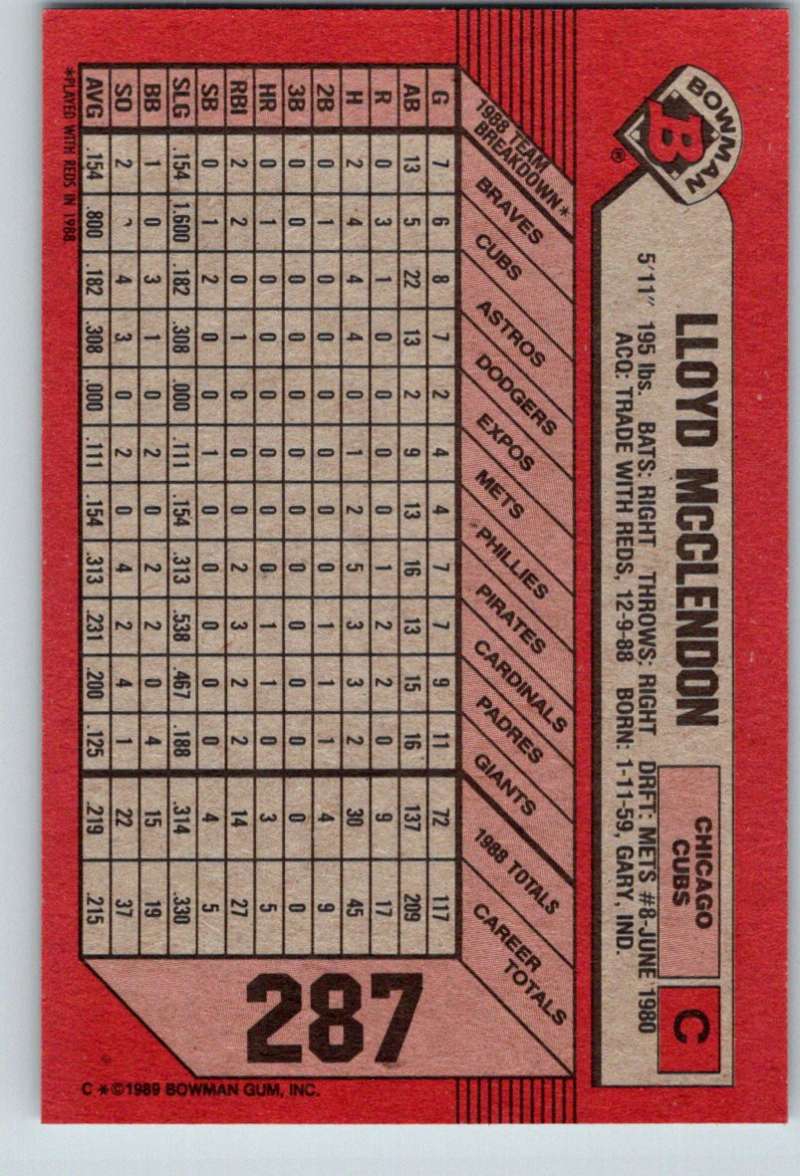 BOWMAN
B
®
LLOYD McCLENDON
CHICAGO
CUBS
C
5'11" 195 lbs. BATS: RIGHT THROWS: RIGHT DRFT: METS #8-JUNE 1980
ACQ: TRADE WITH REDS, 12-9-88 BORN: 1-11-59, GARY, IND.
1988 TEAM
BREAKDOWN*
BRAVES
CUBS
ASTROS
DODGERS
EXPOS
METS
PHILLIES
PIRATES
CARDINALS
PADRES
GIANTS
1988 TOTALS
CAREER
TOTALS
G 7 6 8 7 2 4 4 7 7 9 11 72 117
AB 13 5 22 13 2 9 13 16 13 15 16 137 209
R 0 3 1 0 0 0 0 1 2 2 0 9 17
H 2 4 4 4 0 1 2 5 3 3 2 30 45
2B 0 1 0 0 0 0 0 0 1 1 1 4 9
3B 0 0 0 0 0 0 0 0 0 0 0 0 0
HR 0 1 0 0 0 0 0 0 1 1 0 3 5
RBI 2 2 0 1 0 0 0 2 3 2 2 14 27
SB 0 1 2 0 0 1 0 0 0 0 0 4 5
SLG .154 1.600 .182 .308 .000 .111 .154 .313 .538 .467 .188 .314 .330
BB 1 0 3 1 0 2 0 2 2 0 4 15 19
SO 2 4 3 0 2 0 4 2 4 1 22 37
AVG .154 .800 .182 .308 .000 .111 .154 .313 .231 .200 .125 .219 .215
*PLAYED WITH REDS IN 1988
287
C *©1989 BOWMAN GUM, INC.